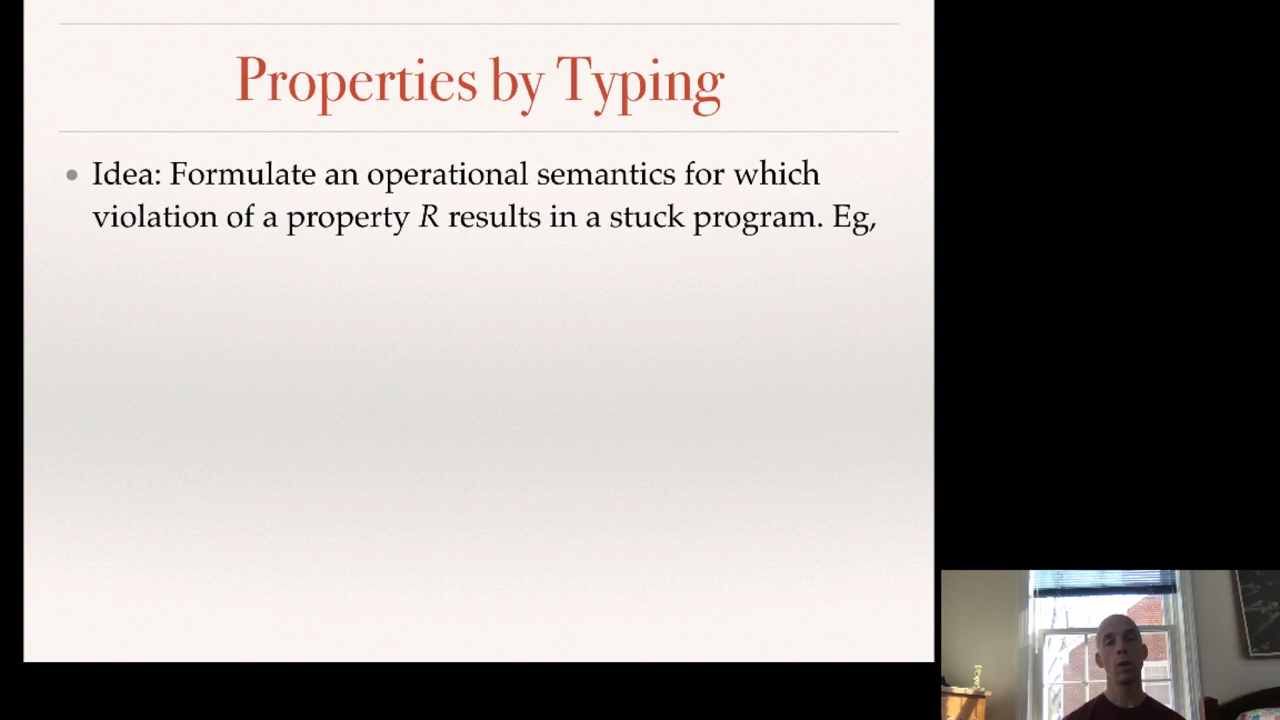 Properties by Typing
• Idea: Formulate an operational semantics for which
violation of a property R results in a stuck program. Eg,